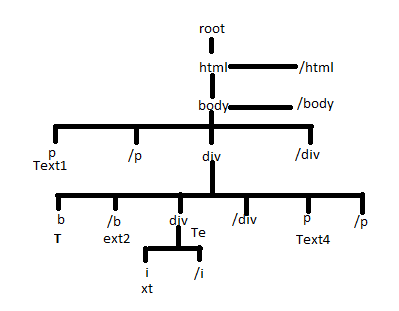 root
html /html
body /body
p /p div /div
Text1
b /b div /div p /p
T ext2 Te Text4
i /i
xt